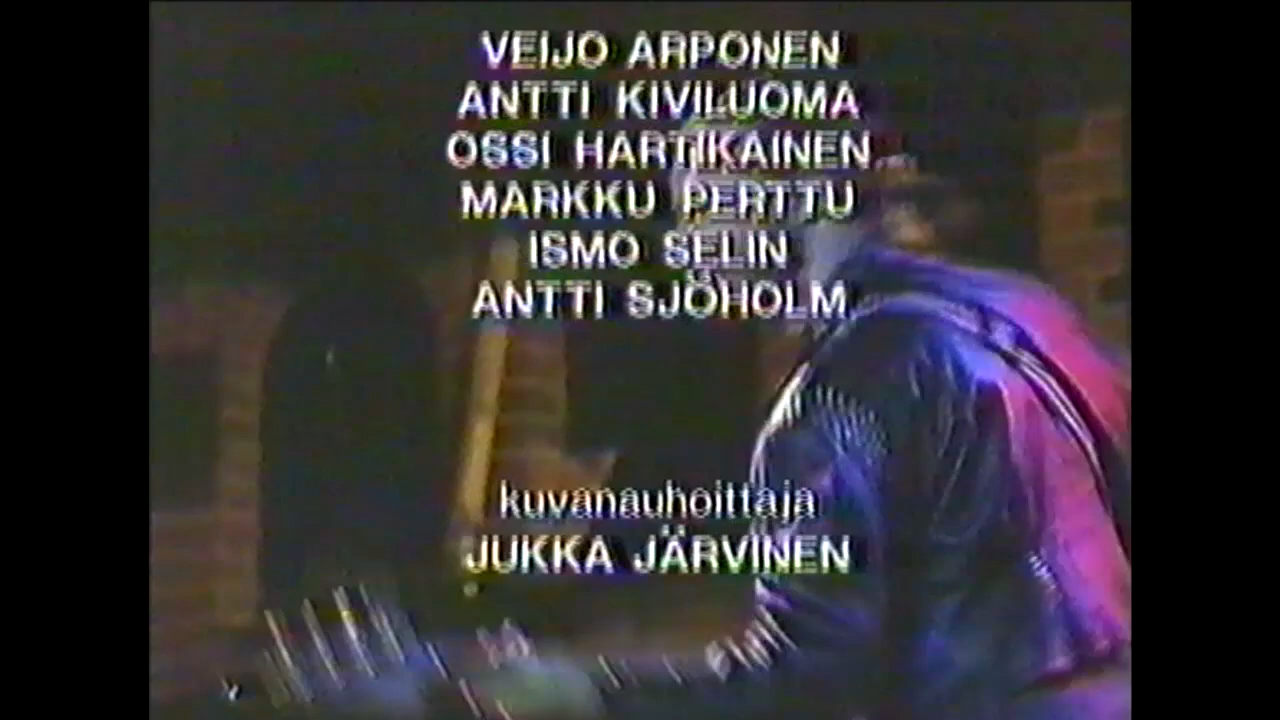 VEIJO ARPONEN
ANTTI KIVILUOMA
OSSI HARTIKAINEN
MARKKU PERTTU
ISMO SELIN
ANTTI SJÖHOLM
kuvanauhoittaja
JUKKA JÄRVINEN